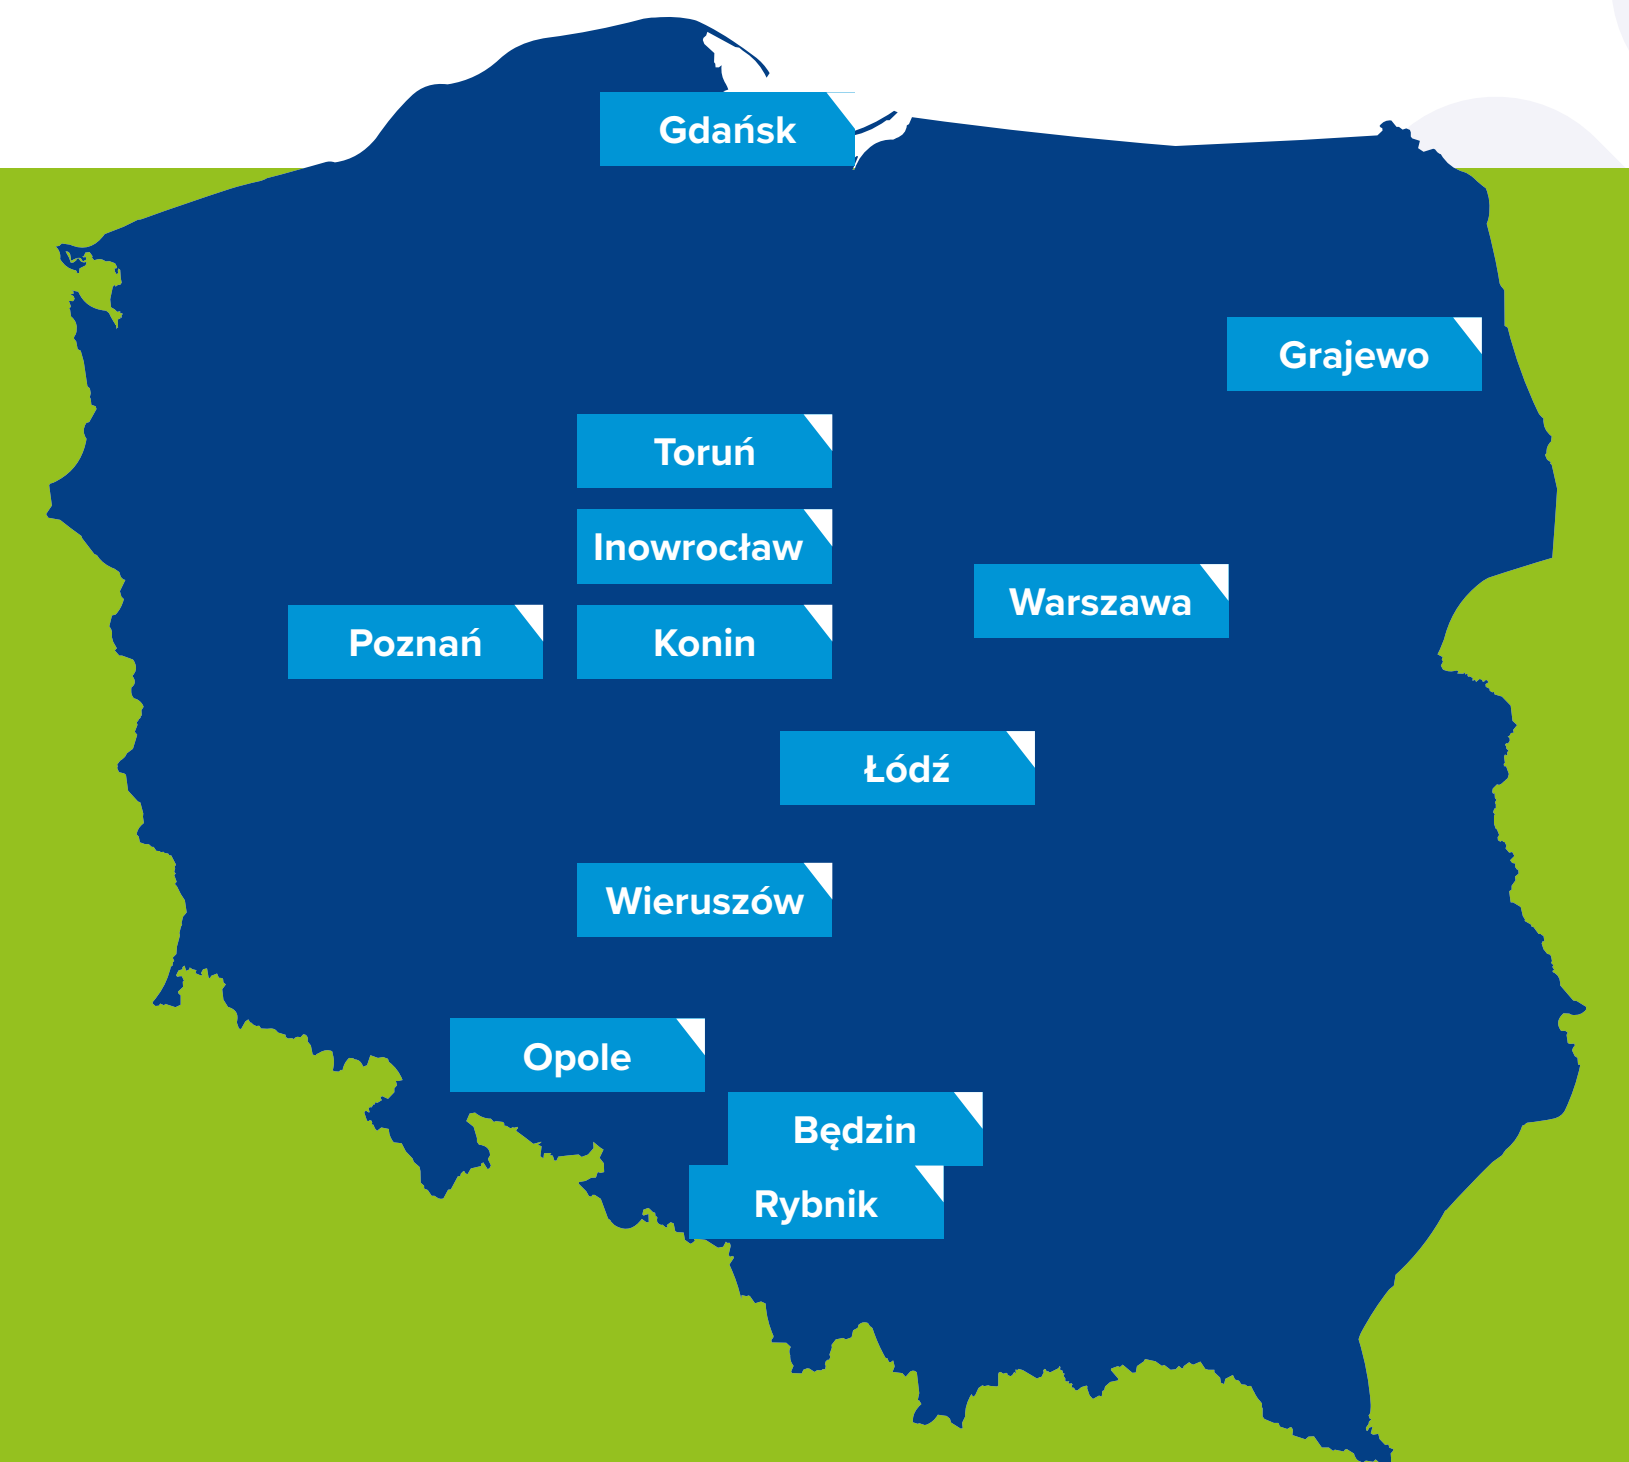 Gdańsk
Grajewo
Toruń
Inowrocław
Warszawa
Poznań
Konin
Łódź
Wieruszów
Opole
Będzin
Rybnik